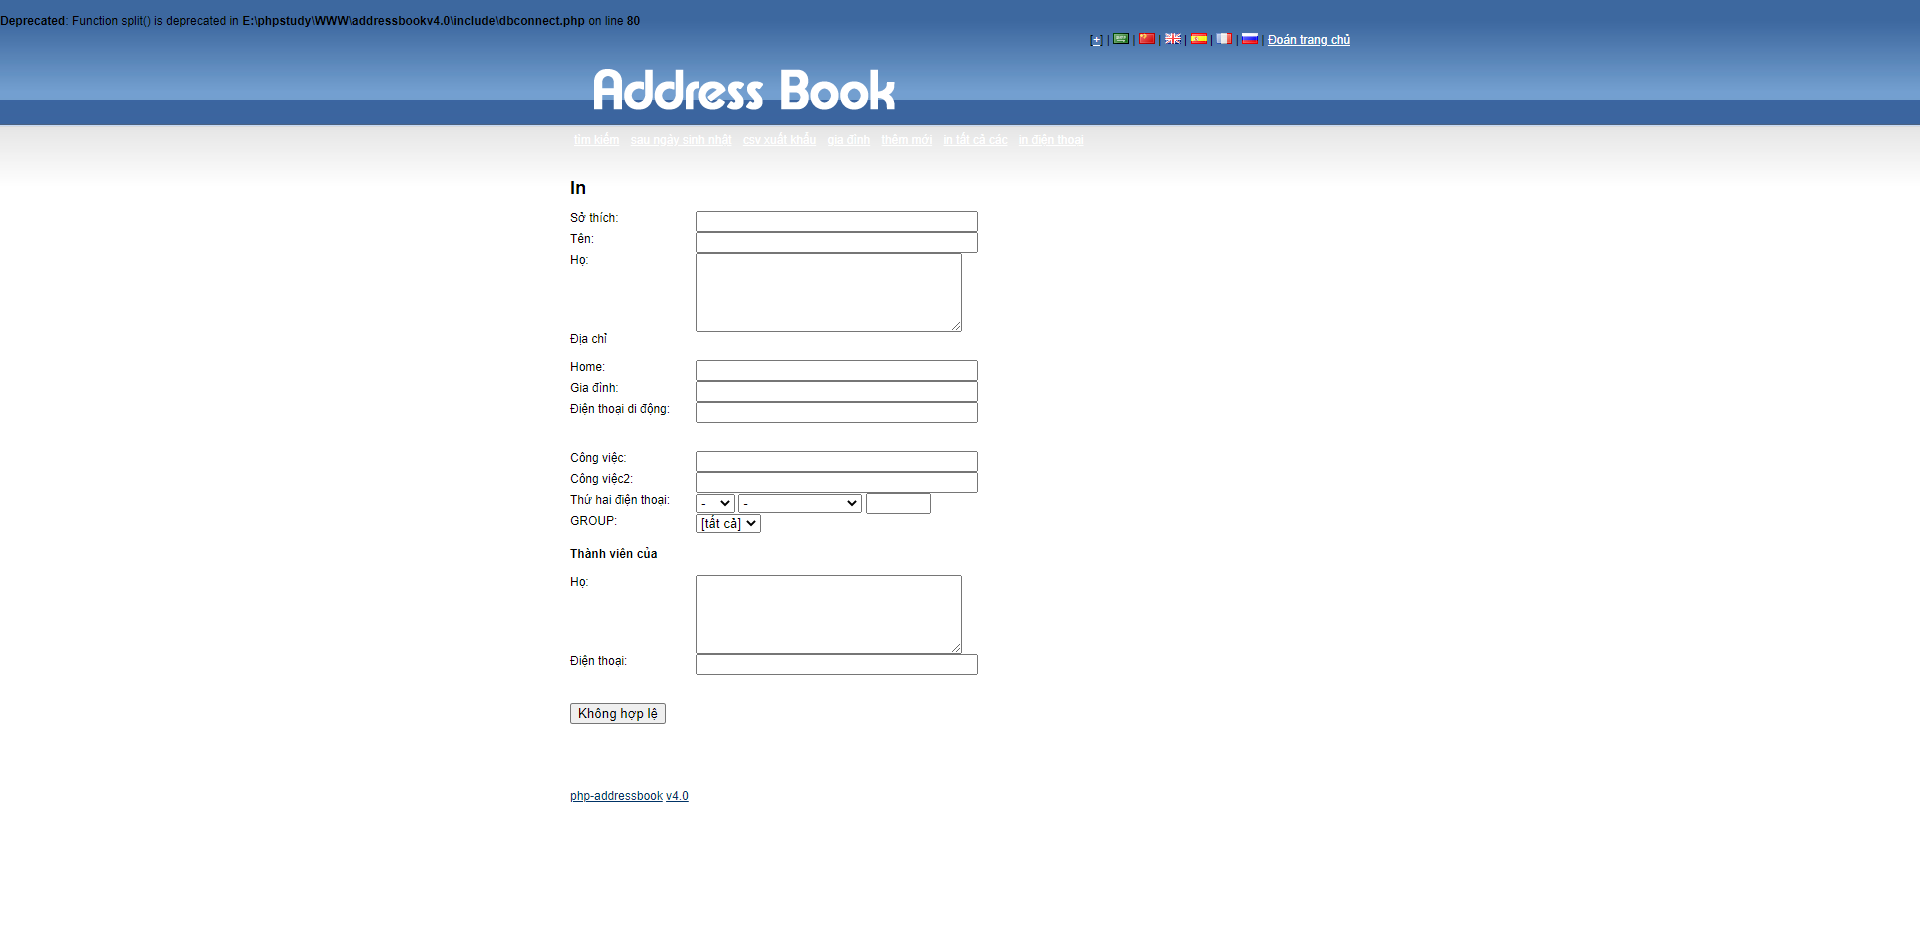 Deprecated: Function split() is deprecated in E:\phpstudy\WWW\addressbookv4.0\include\dbconnect.php on line 80
[+] | | | | | | | Đoán trang chủ
Address Book
tìm kiếm sau ngày sinh nhật csv xuất khẩu gia đình thêm mới in tất cả các in điện thoại
In
Sở thích:
Tên:
Họ:
Địa chỉ
Home:
Gia đình:
Điện thoại di động:
Công việc:
Công việc2:
Thứ hai điện thoại: - -
GROUP: [tất cả]
Thành viên của
Họ:
Điện thoại:
Không hợp lệ
php-addressbook v4.0